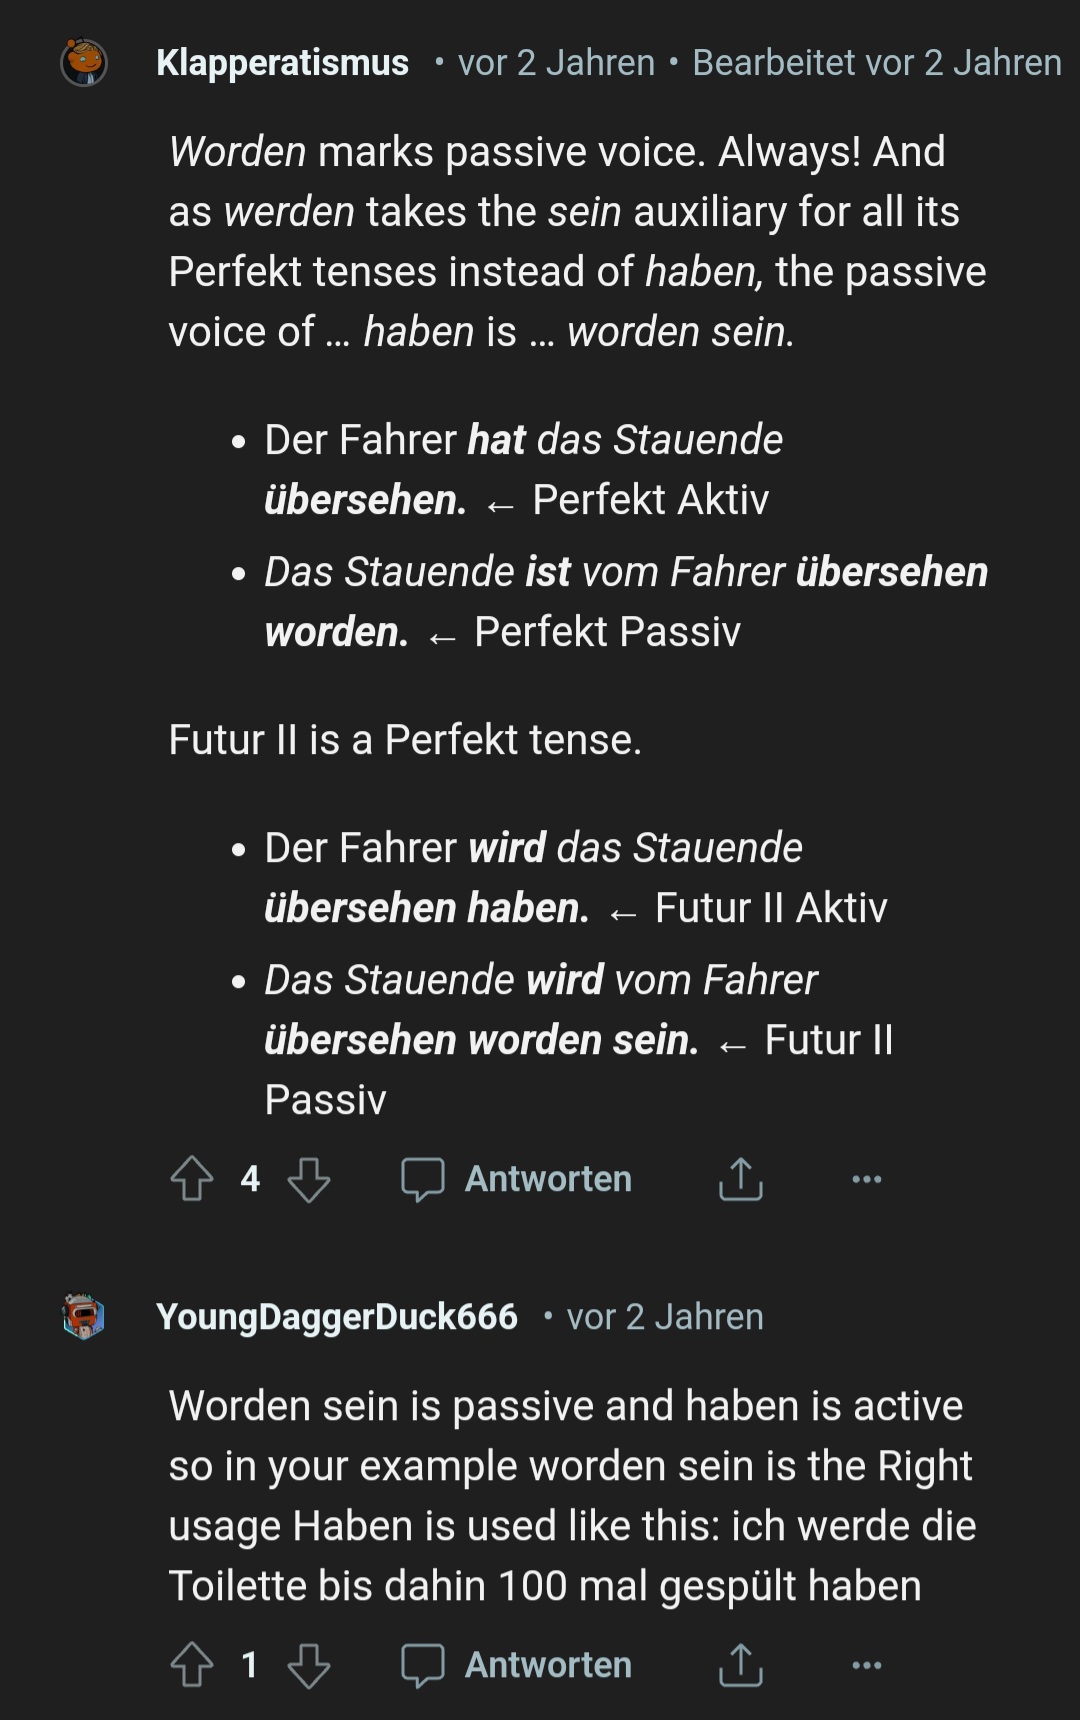 Klapperatismus • vor 2 Jahren • Bearbeitet vor 2 Jahren
Worden marks passive voice. Always! And
as werden takes the sein auxiliary for all its
Perfekt tenses instead of haben, the passive
voice of … haben is … worden sein.
• Der Fahrer hat das Stauende
übersehen. ← Perfekt Aktiv
• Das Stauende ist vom Fahrer übersehen
worden. ← Perfekt Passiv
Futur II is a Perfekt tense.
• Der Fahrer wird das Stauende
übersehen haben. ← Futur II Aktiv
• Das Stauende wird vom Fahrer
übersehen worden sein. ← Futur II
Passiv
4 Antworten
YoungDaggerDuck666 • vor 2 Jahren
Worden sein is passive and haben is active
so in your example worden sein is the Right
usage Haben is used like this: ich werde die
Toilette bis dahin 100 mal gespült haben
1 Antworten